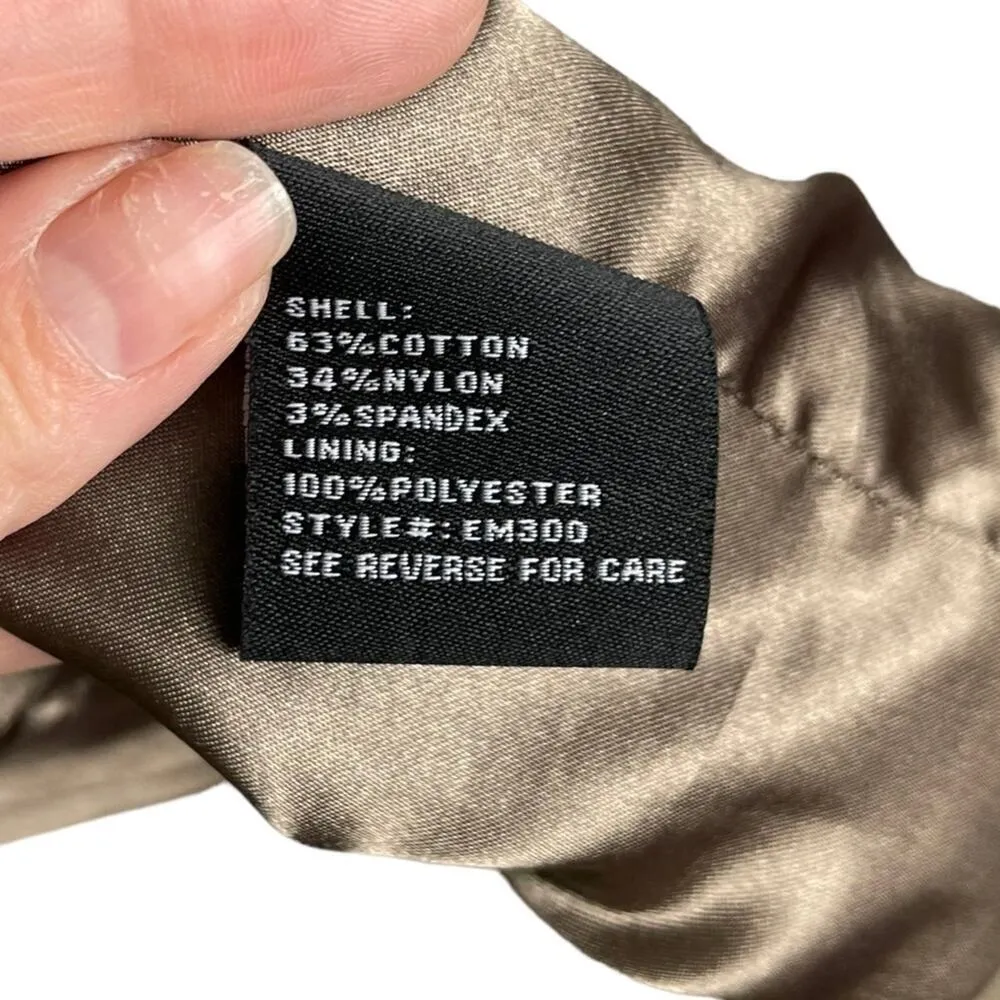 SHELL:
63%COTTON
34%NYLON
3%SPANDEX
LINING:
100%POLYESTER
STYLE#:EM300
SEE REVERSE FOR CARE